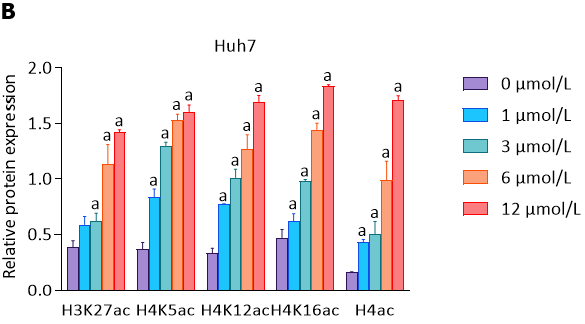 B
Huh7
Relative protein expression
2.0
1.5
1.0
0.5
0.0
a a a
a a a a
a a a a
a a a a
a a a a
H3K27ac H4K5ac H4K12ac H4K16ac H4ac
0 μmol/L
1 μmol/L
3 μmol/L
6 μmol/L
12 μmol/L